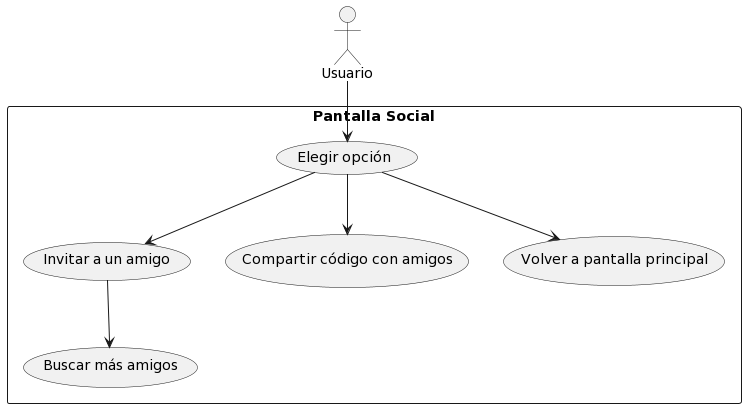 Usuario
Pantalla Social
Elegir opción
Invitar a un amigo
Compartir código con amigos
Volver a pantalla principal
Buscar más amigos